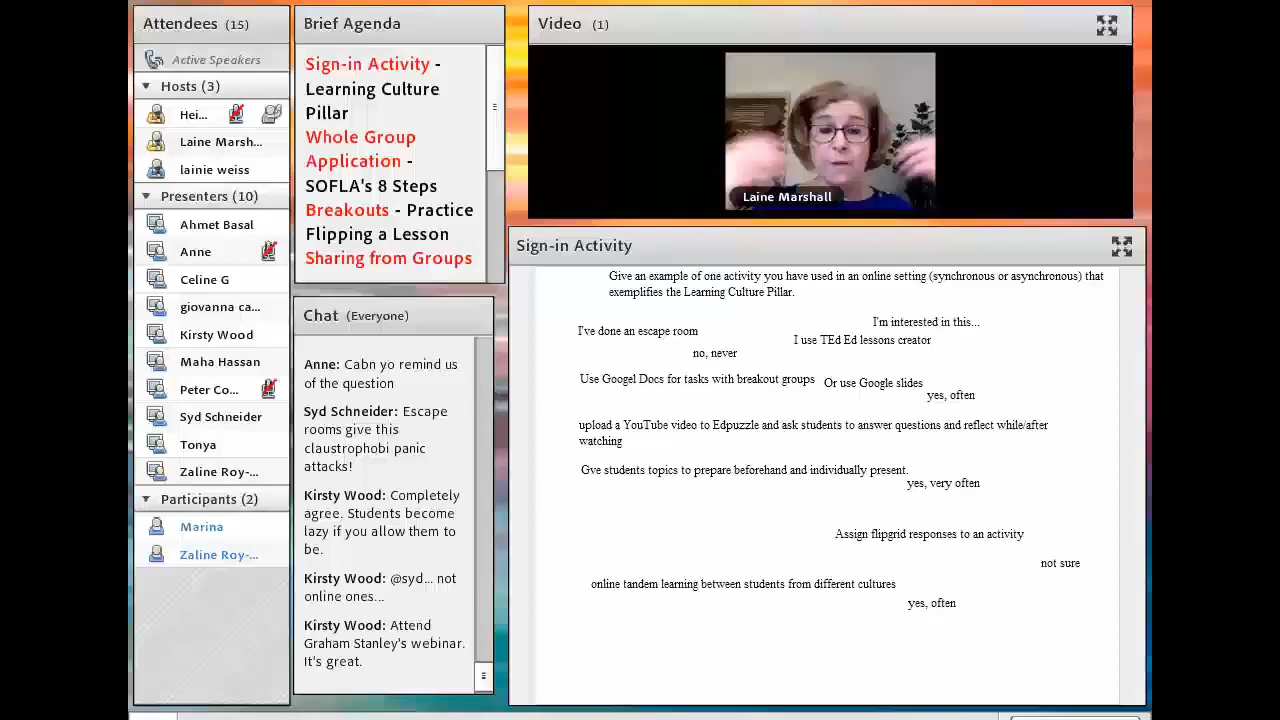 Attendees (15)
Active Speakers
Hosts (3)
Hei...
Laine Marsh...
lainie weiss
Presenters (10)
Ahmet Basal
Anne
Celine G
giovanna ca...
Kirsty Wood
Maha Hassan
Peter Co...
Syd Schneider
Tonya
Zaline Roy-...
Participants (2)
Marina
Zaline Roy-...
Brief Agenda
Sign-in Activity -
Learning Culture
Pillar
Whole Group
Application -
SOFLA's 8 Steps
Breakouts - Practice
Flipping a Lesson
Sharing from Groups
Chat (Everyone)
Anne: Cabn yo remind us
of the question
Syd Schneider: Escape
rooms give this
claustrophobi panic
attacks!
Kirsty Wood: Completely
agree. Students become
lazy if you allow them to
be.
Kirsty Wood: @syd... not
online ones...
Kirsty Wood: Attend
Graham Stanley's webinar.
It's great.
Video (1)
Laine Marshall
Sign-in Activity
Give an example of one activity you have used in an online setting (synchronous or asynchronous) that
exemplifies the Learning Culture Pillar.
I'm interested in this...
I've done an escape room
I use TEd Ed lessons creator
no, never
Use Googel Docs for tasks with breakout groups
Or use Google slides
yes, often
upload a YouTube video to Edpuzzle and ask students to answer questions and reflect while/after
watching
Gve students topics to prepare beforehand and individually present.
yes, very often
Assign flipgrid responses to an activity
not sure
online tandem learning between students from different cultures
yes, often